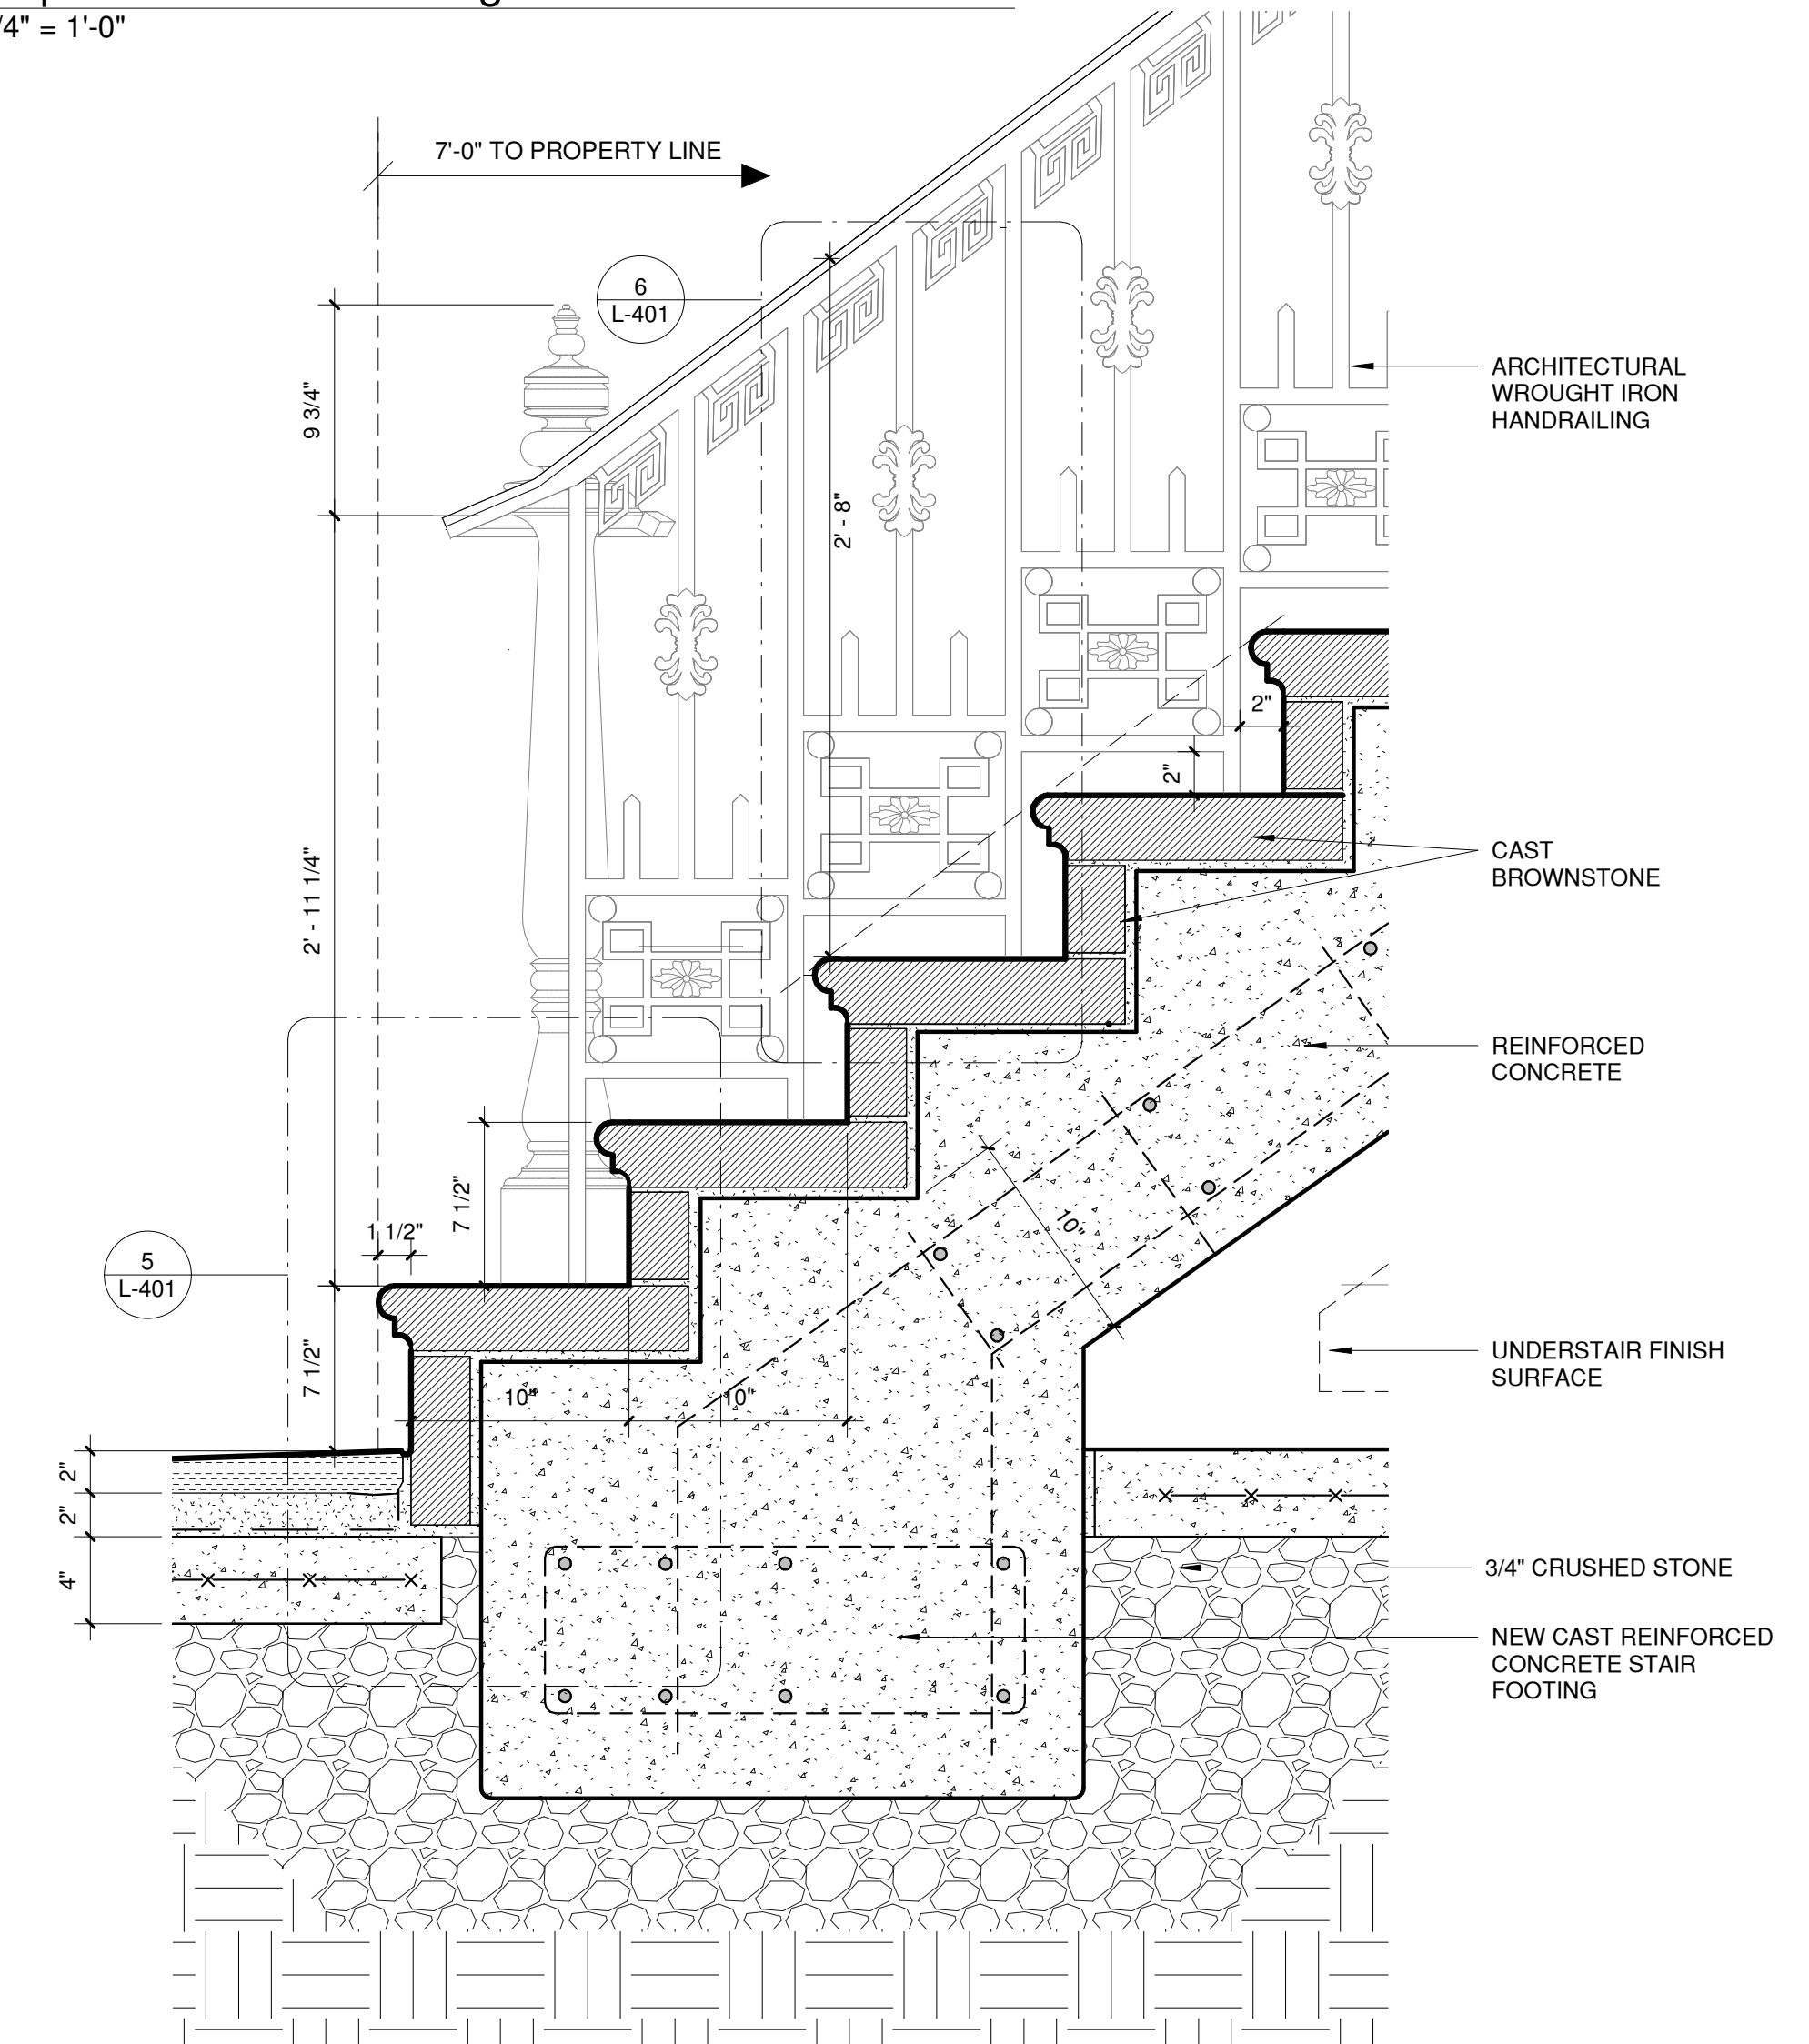 /4" = 1'-0"
7'-0" TO PROPERTY LINE
6
L-401
9 3/4"
2' - 8"
ARCHITECTURAL
WROUGHT IRON
HANDRAILING
2"
2"
CAST
BROWNSTONE
2' - 11 1/4"
REINFORCED
CONCRETE
7 1/2"
1 1/2"
10"
5
L-401
UNDERSTAIR FINISH
SURFACE
7 1/2"
10"
10"
2"
2"
4"
3/4" CRUSHED STONE
NEW CAST REINFORCED
CONCRETE STAIR
FOOTING